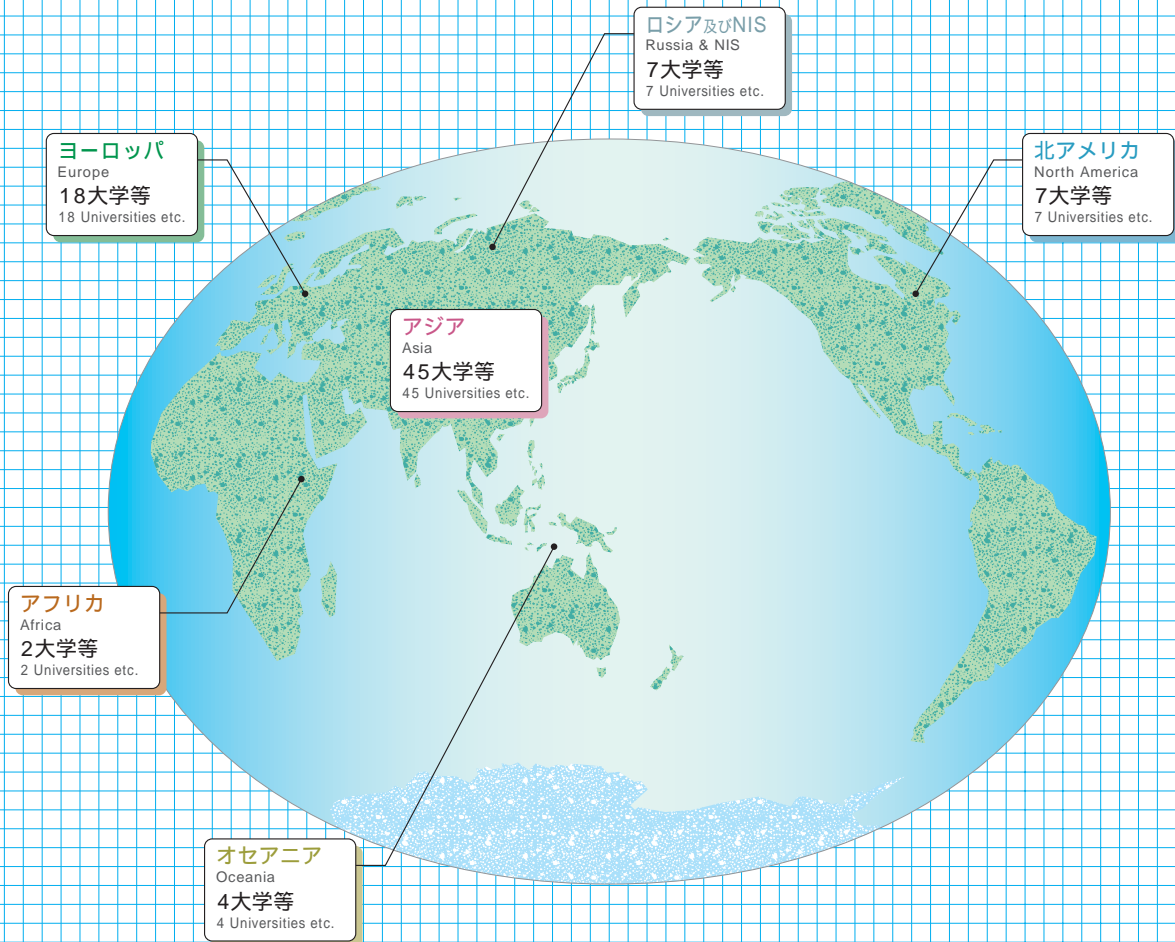 ロシア及びNIS
Russia & NIS
7大学等
7 Universities etc.
ヨーロッパ
Europe
18大学等
18 Universities etc.
北アメリカ
North America
7大学等
7 Universities etc.
アジア
Asia
45大学等
45 Universities etc.
アフリカ
Africa
2大学等
2 Universities etc.
オセアニア
Oceania
4大学等
4 Universities etc.